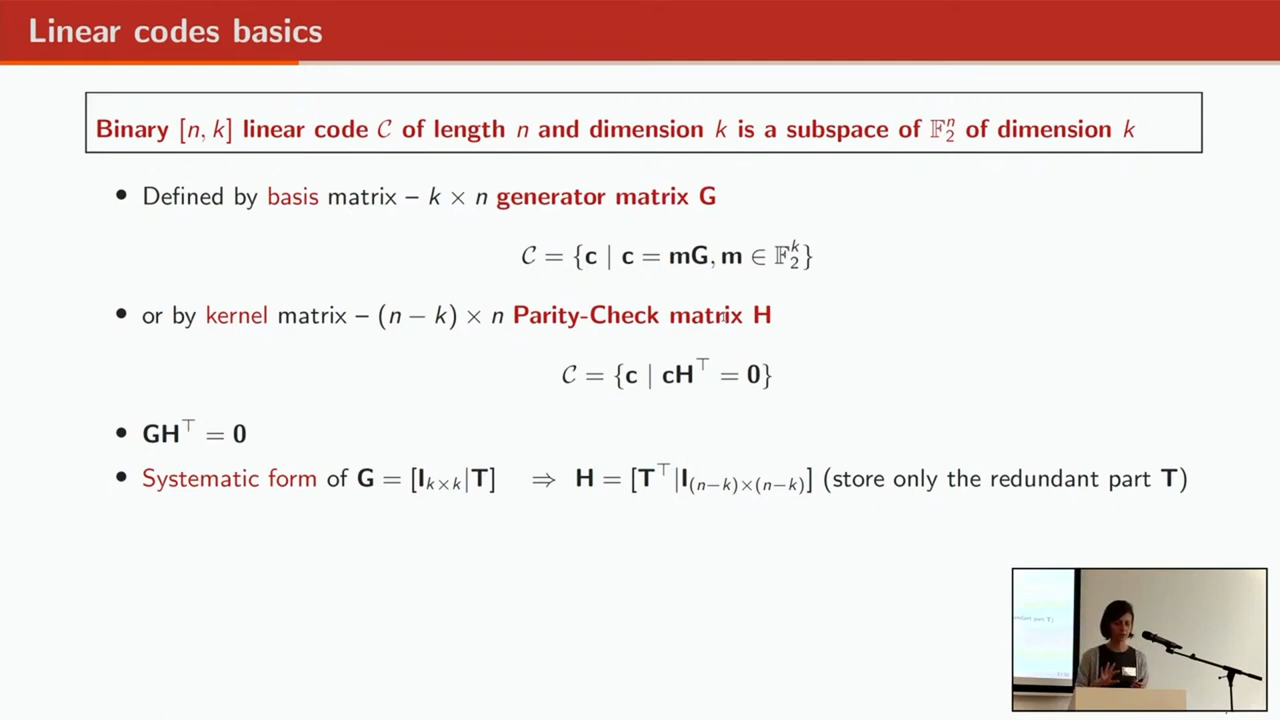 Linear codes basics
Binary [n, k] linear code 𝒞 of length n and dimension k is a subspace of 𝔽₂ⁿ of dimension k
• Defined by basis matrix – k × n generator matrix G
𝒞 = {c | c = mG, m ∈ 𝔽₂ᵏ}
• or by kernel matrix – (n − k) × n Parity-Check matrix H
𝒞 = {c | cH⊤ = 0}
• GH⊤ = 0
• Systematic form of G = [I_{k×k}|T] ⇒ H = [T⊤|I_{(n−k)×(n−k)}] (store only the redundant part T)